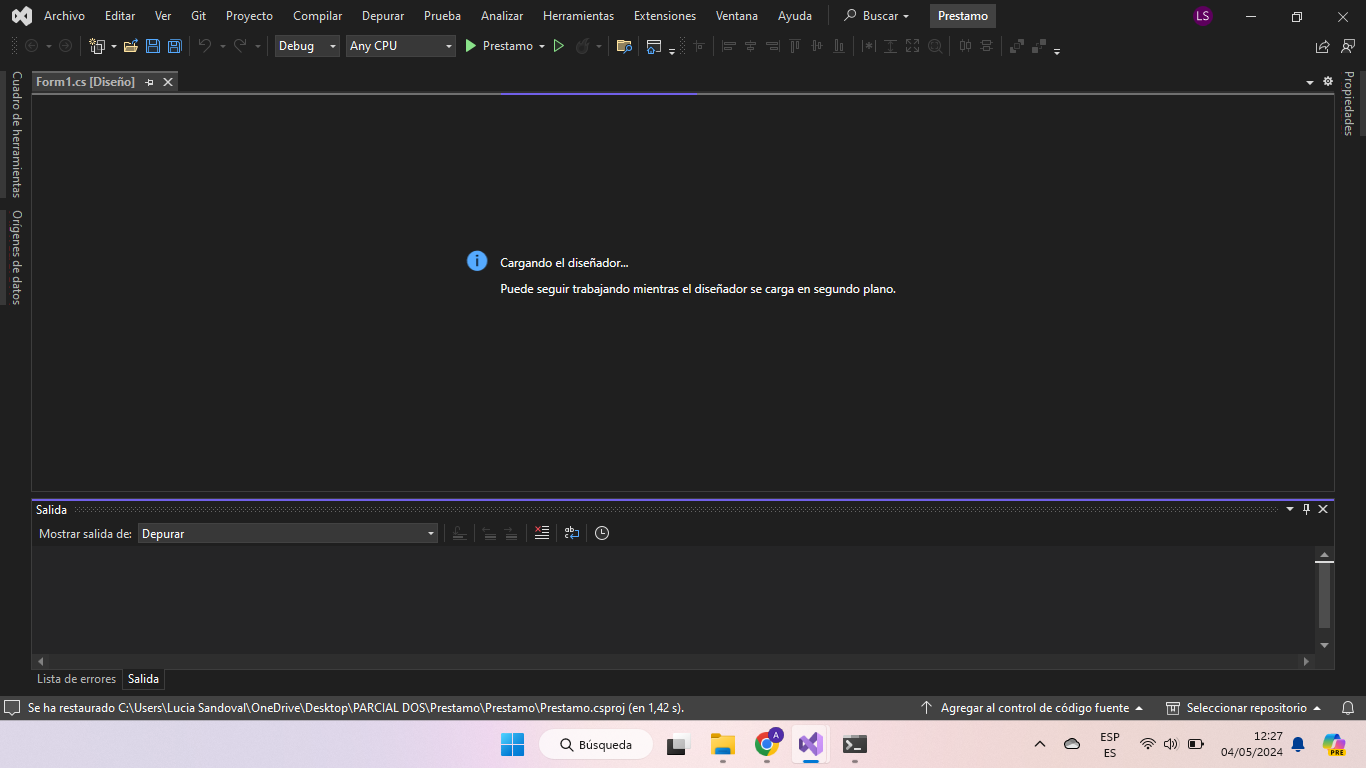 Archivo Editar Ver Git Proyecto Compilar Depurar Prueba Analizar Herramientas Extensiones Ventana Ayuda Buscar Prestamo LS
Debug Any CPU Prestamo
Form1.cs [Diseño]
Cuadro de herramientas
Orígenes de datos
Propiedades
i
Cargando el diseñador...
Puede seguir trabajando mientras el diseñador se carga en segundo plano.
Salida
Mostrar salida de: Depurar
Lista de errores Salida
Se ha restaurado C:\Users\Lucia Sandoval\OneDrive\Desktop\PARCIAL DOS\Prestamo\Prestamo\Prestamo.csproj (en 1,42 s). Agregar al control de código fuente Seleccionar repositorio
Búsqueda
A
ESP
ES
12:27
04/05/2024
PRE